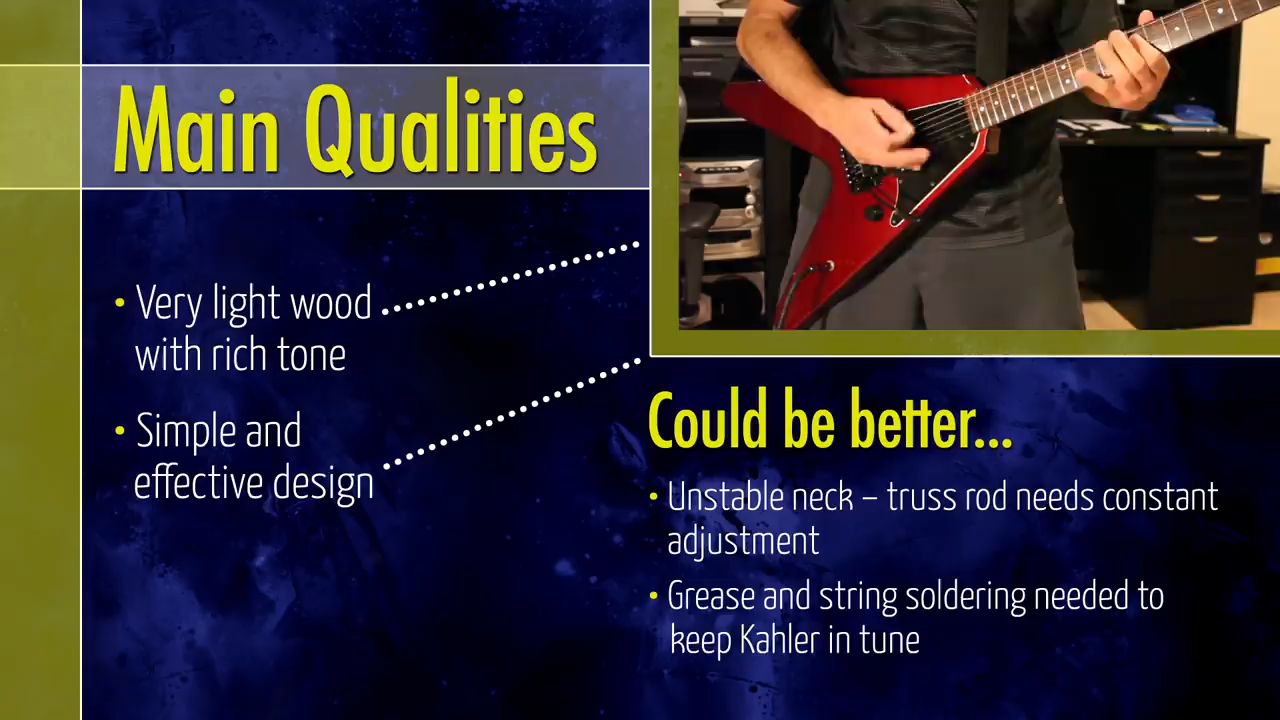 Main Qualities
• Very light wood
with rich tone
• Simple and
effective design
Could be better...
• Unstable neck – truss rod needs constant
adjustment
• Grease and string soldering needed to
keep Kahler in tune